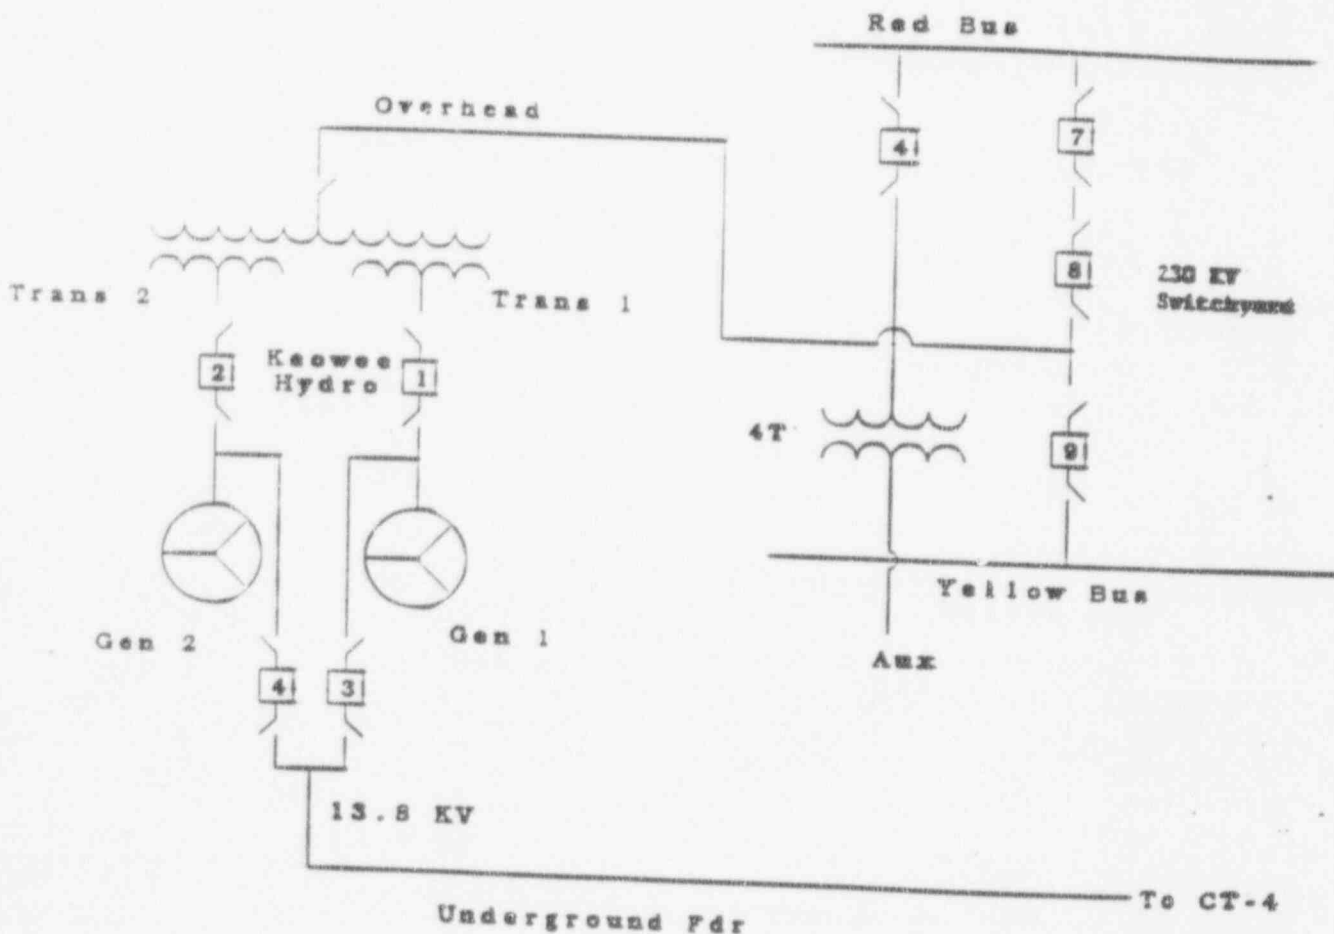 Red Bus
Overhead
4
7
8
230 KV
Switchyard
Trans 2
Trans 1
2
Keowee
Hydro
1
4T
9
Yellow Bus
Gen 2
Gen 1
Aux
4
3
13.8 KV
To CT-4
Underground Fdr